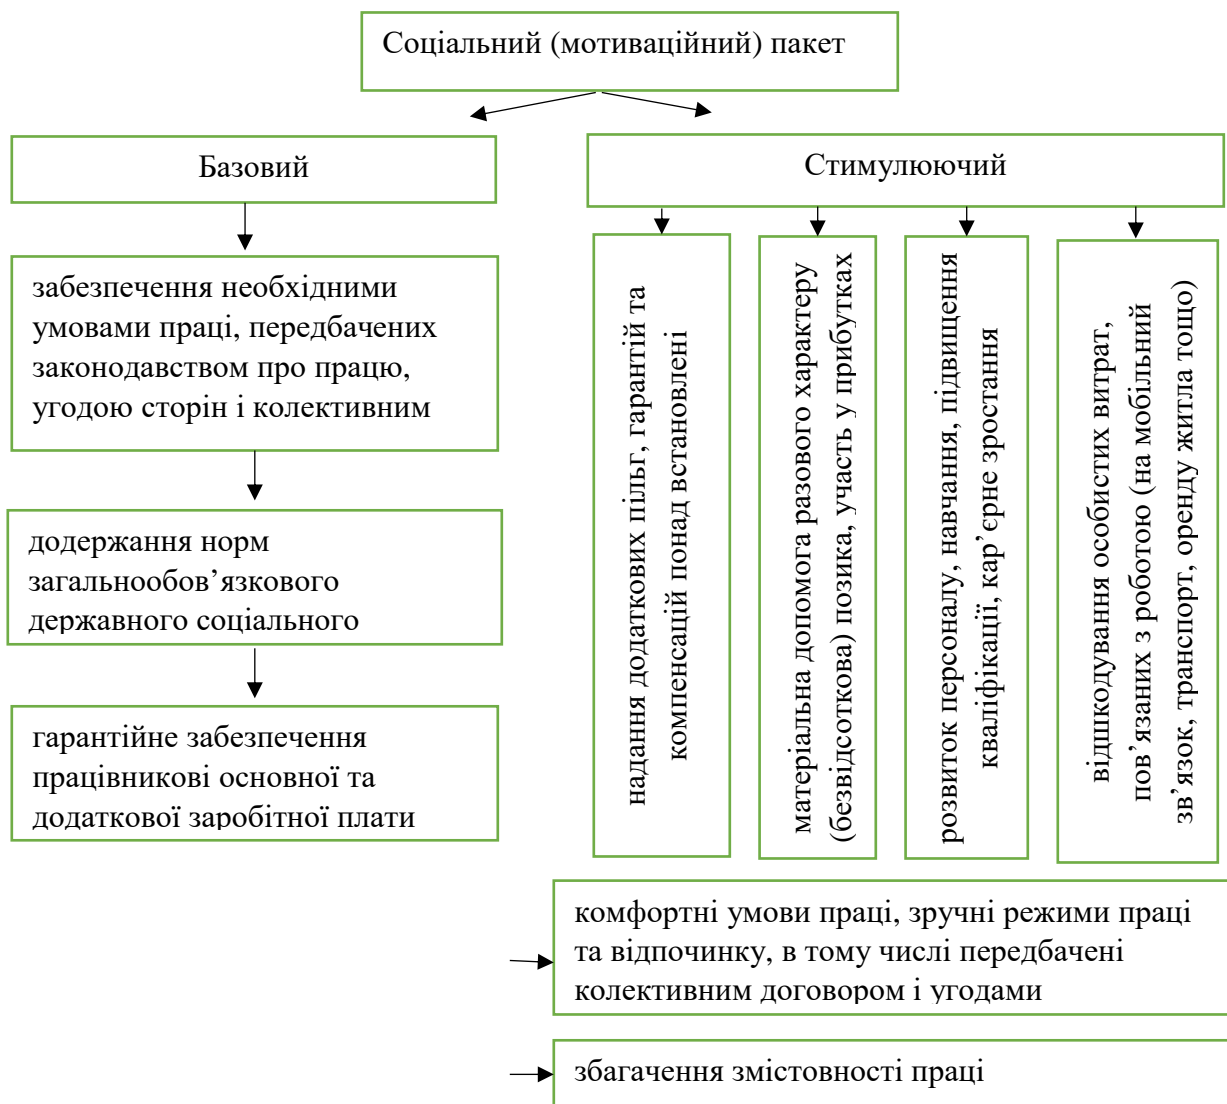 Соціальний (мотиваційний) пакет
Базовий
забезпечення необхідними
умовами праці, передбачених
законодавством про працю,
угодою сторін і колективним
додержання норм
загальнообов’язкового
державного соціального
гарантійне забезпечення
працівникові основної та
додаткової заробітної плати
Стимулюючий
надання додаткових пільг, гарантій та
компенсацій понад встановлені
матеріальна допомога разового характеру
(безвідсоткова) позика, участь у прибутках
розвиток персоналу, навчання, підвищення
кваліфікації, кар’єрне зростання
відшкодування особистих витрат,
пов’язаних з роботою (на мобільний
зв’язок, транспорт, оренду житла тощо)
комфортні умови праці, зручні режими праці
та відпочинку, в тому числі передбачені
колективним договором і угодами
збагачення змістовності праці